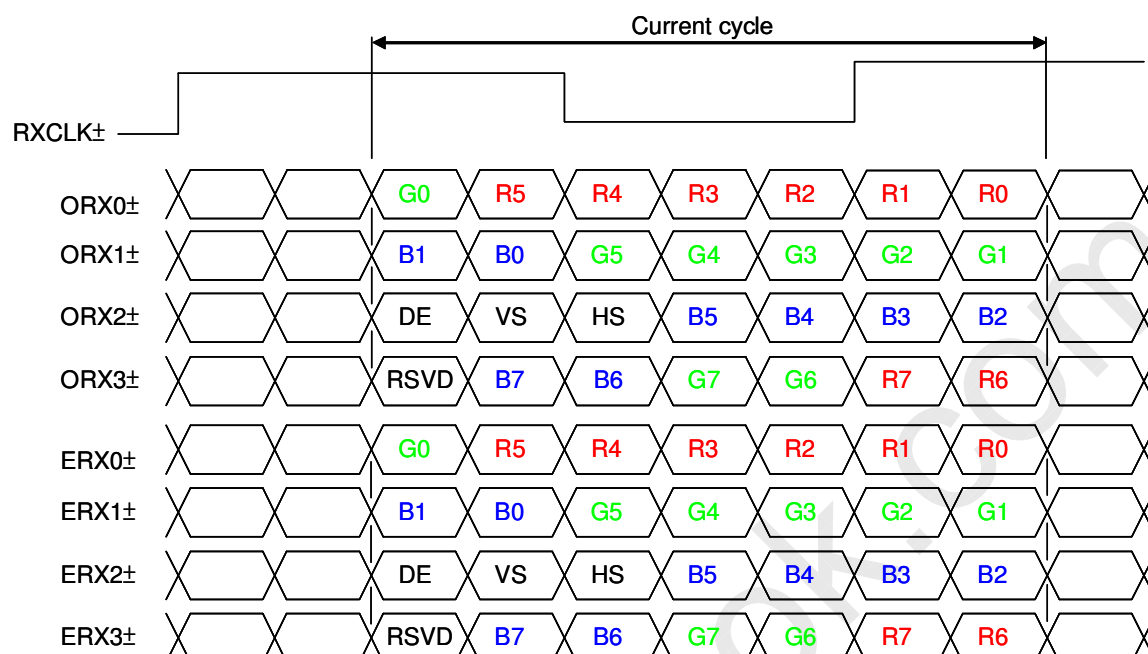 Current cycle
RXCLK±
ORX0± G0 R5 R4 R3 R2 R1 R0
ORX1± B1 B0 G5 G4 G3 G2 G1
ORX2± DE VS HS B5 B4 B3 B2
ORX3± RSVD B7 B6 G7 G6 R7 R6
ERX0± G0 R5 R4 R3 R2 R1 R0
ERX1± B1 B0 G5 G4 G3 G2 G1
ERX2± DE VS HS B5 B4 B3 B2
ERX3± RSVD B7 B6 G7 G6 R7 R6
ok.com